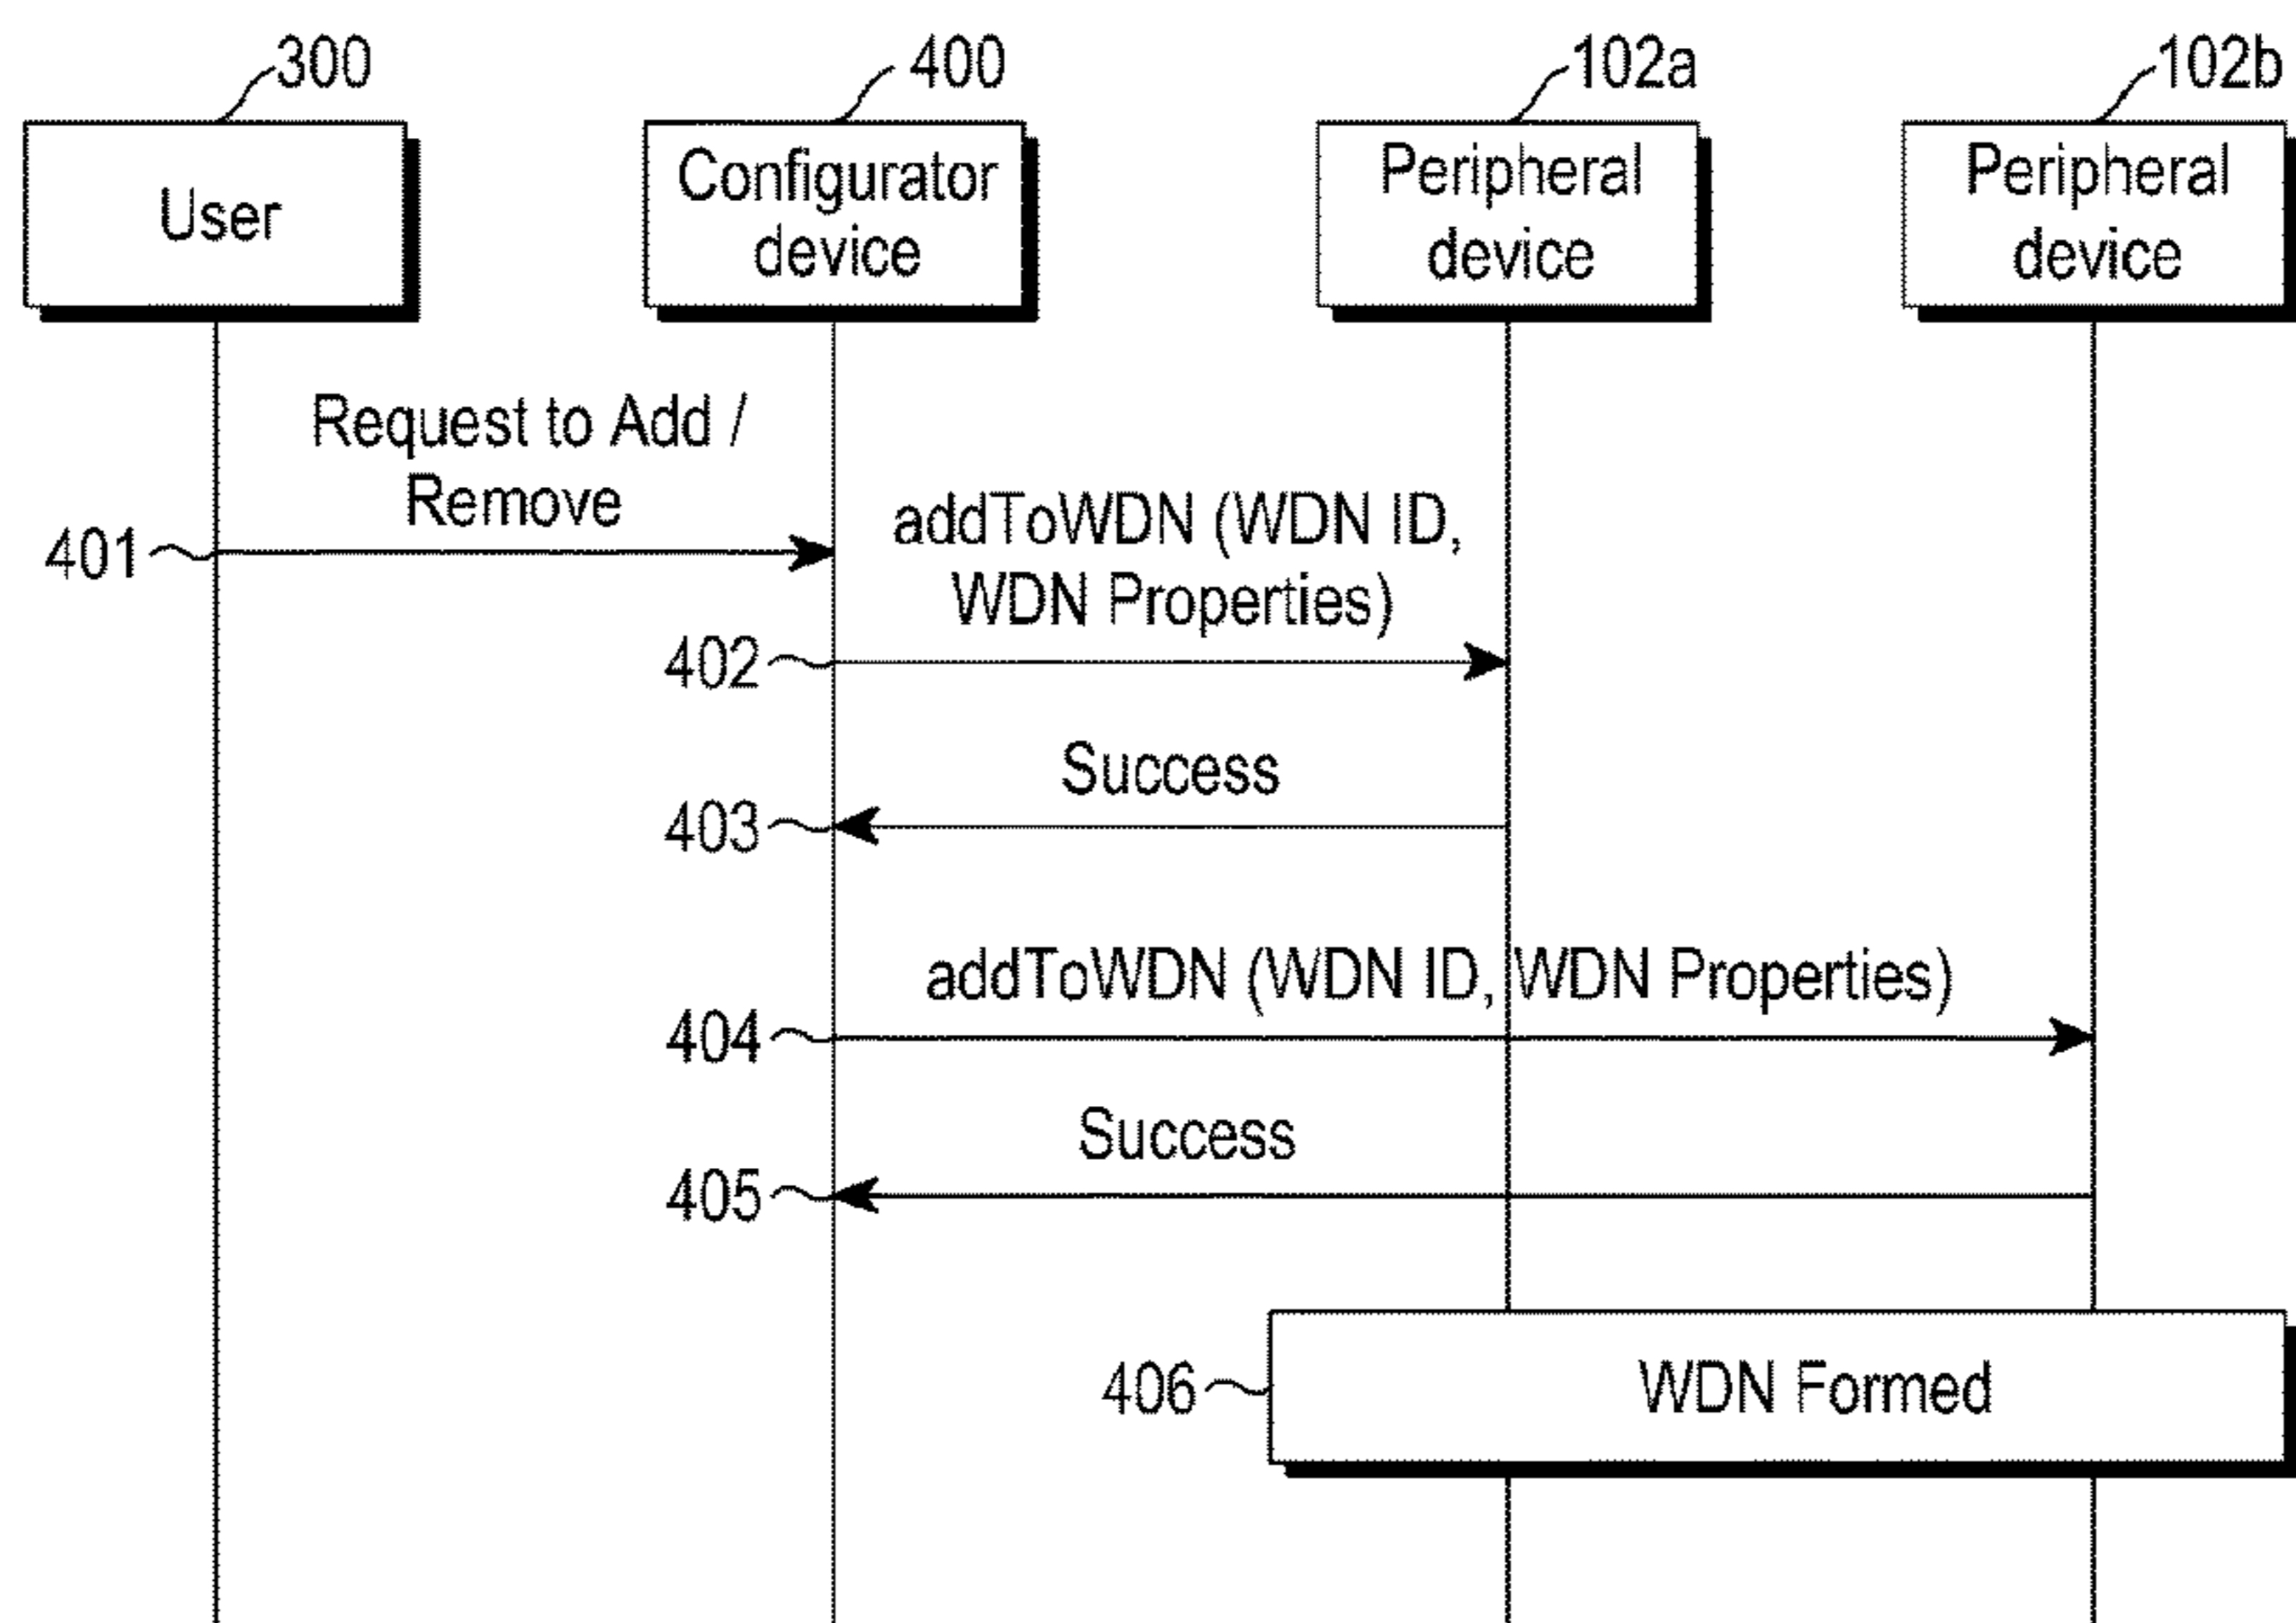 300
400
102a
102b
User
Configurator
device
Peripheral
device
Peripheral
device
Request to Add /
Remove
401
addToWDN (WDN ID,
WDN Properties)
402
Success
403
addToWDN (WDN ID, WDN Properties)
404
Success
405
406
WDN Formed